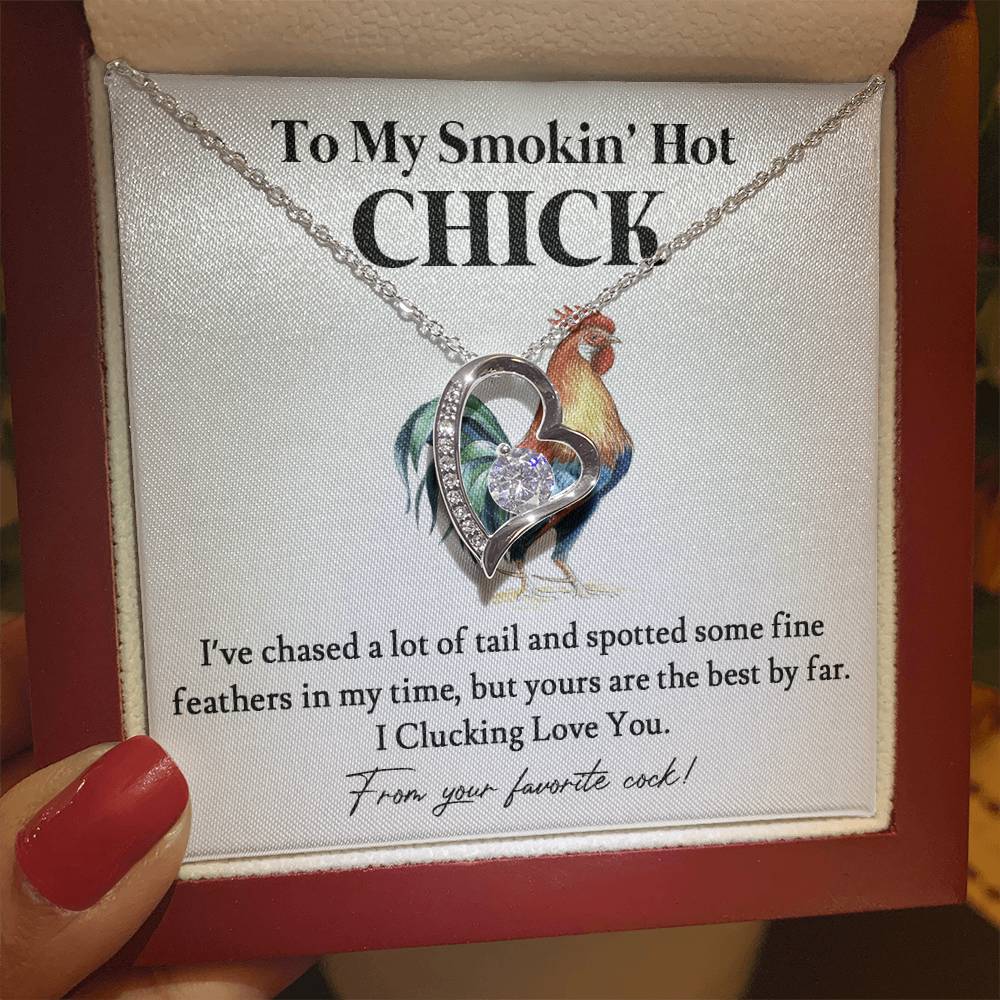 To My Smokin' Hot
CHICK
I've chased a lot of tail and spotted some fine
feathers in my time, but yours are the best by far.
I Clucking Love You.
From your favorite cock!